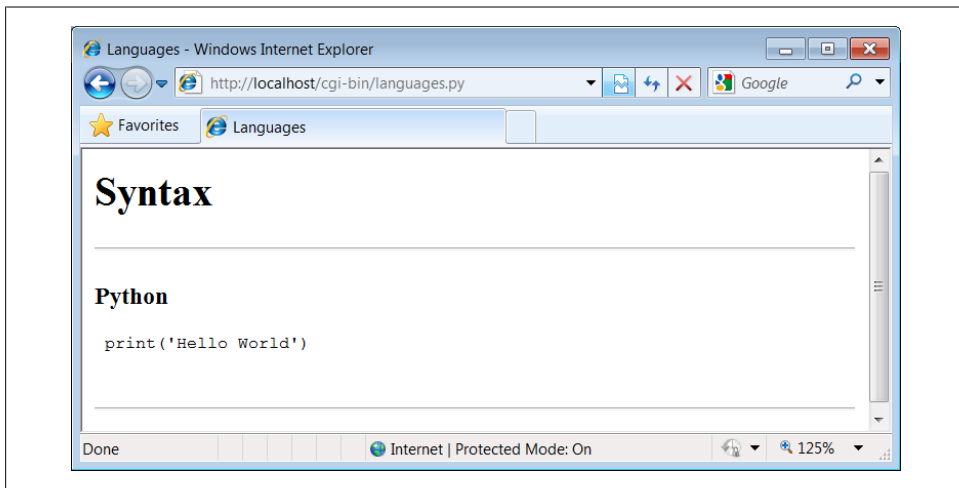 Languages - Windows Internet Explorer
http://localhost/cgi-bin/languages.py
Google
Favorites
Languages
Syntax
Python
print('Hello World')
Done
Internet | Protected Mode: On
125%